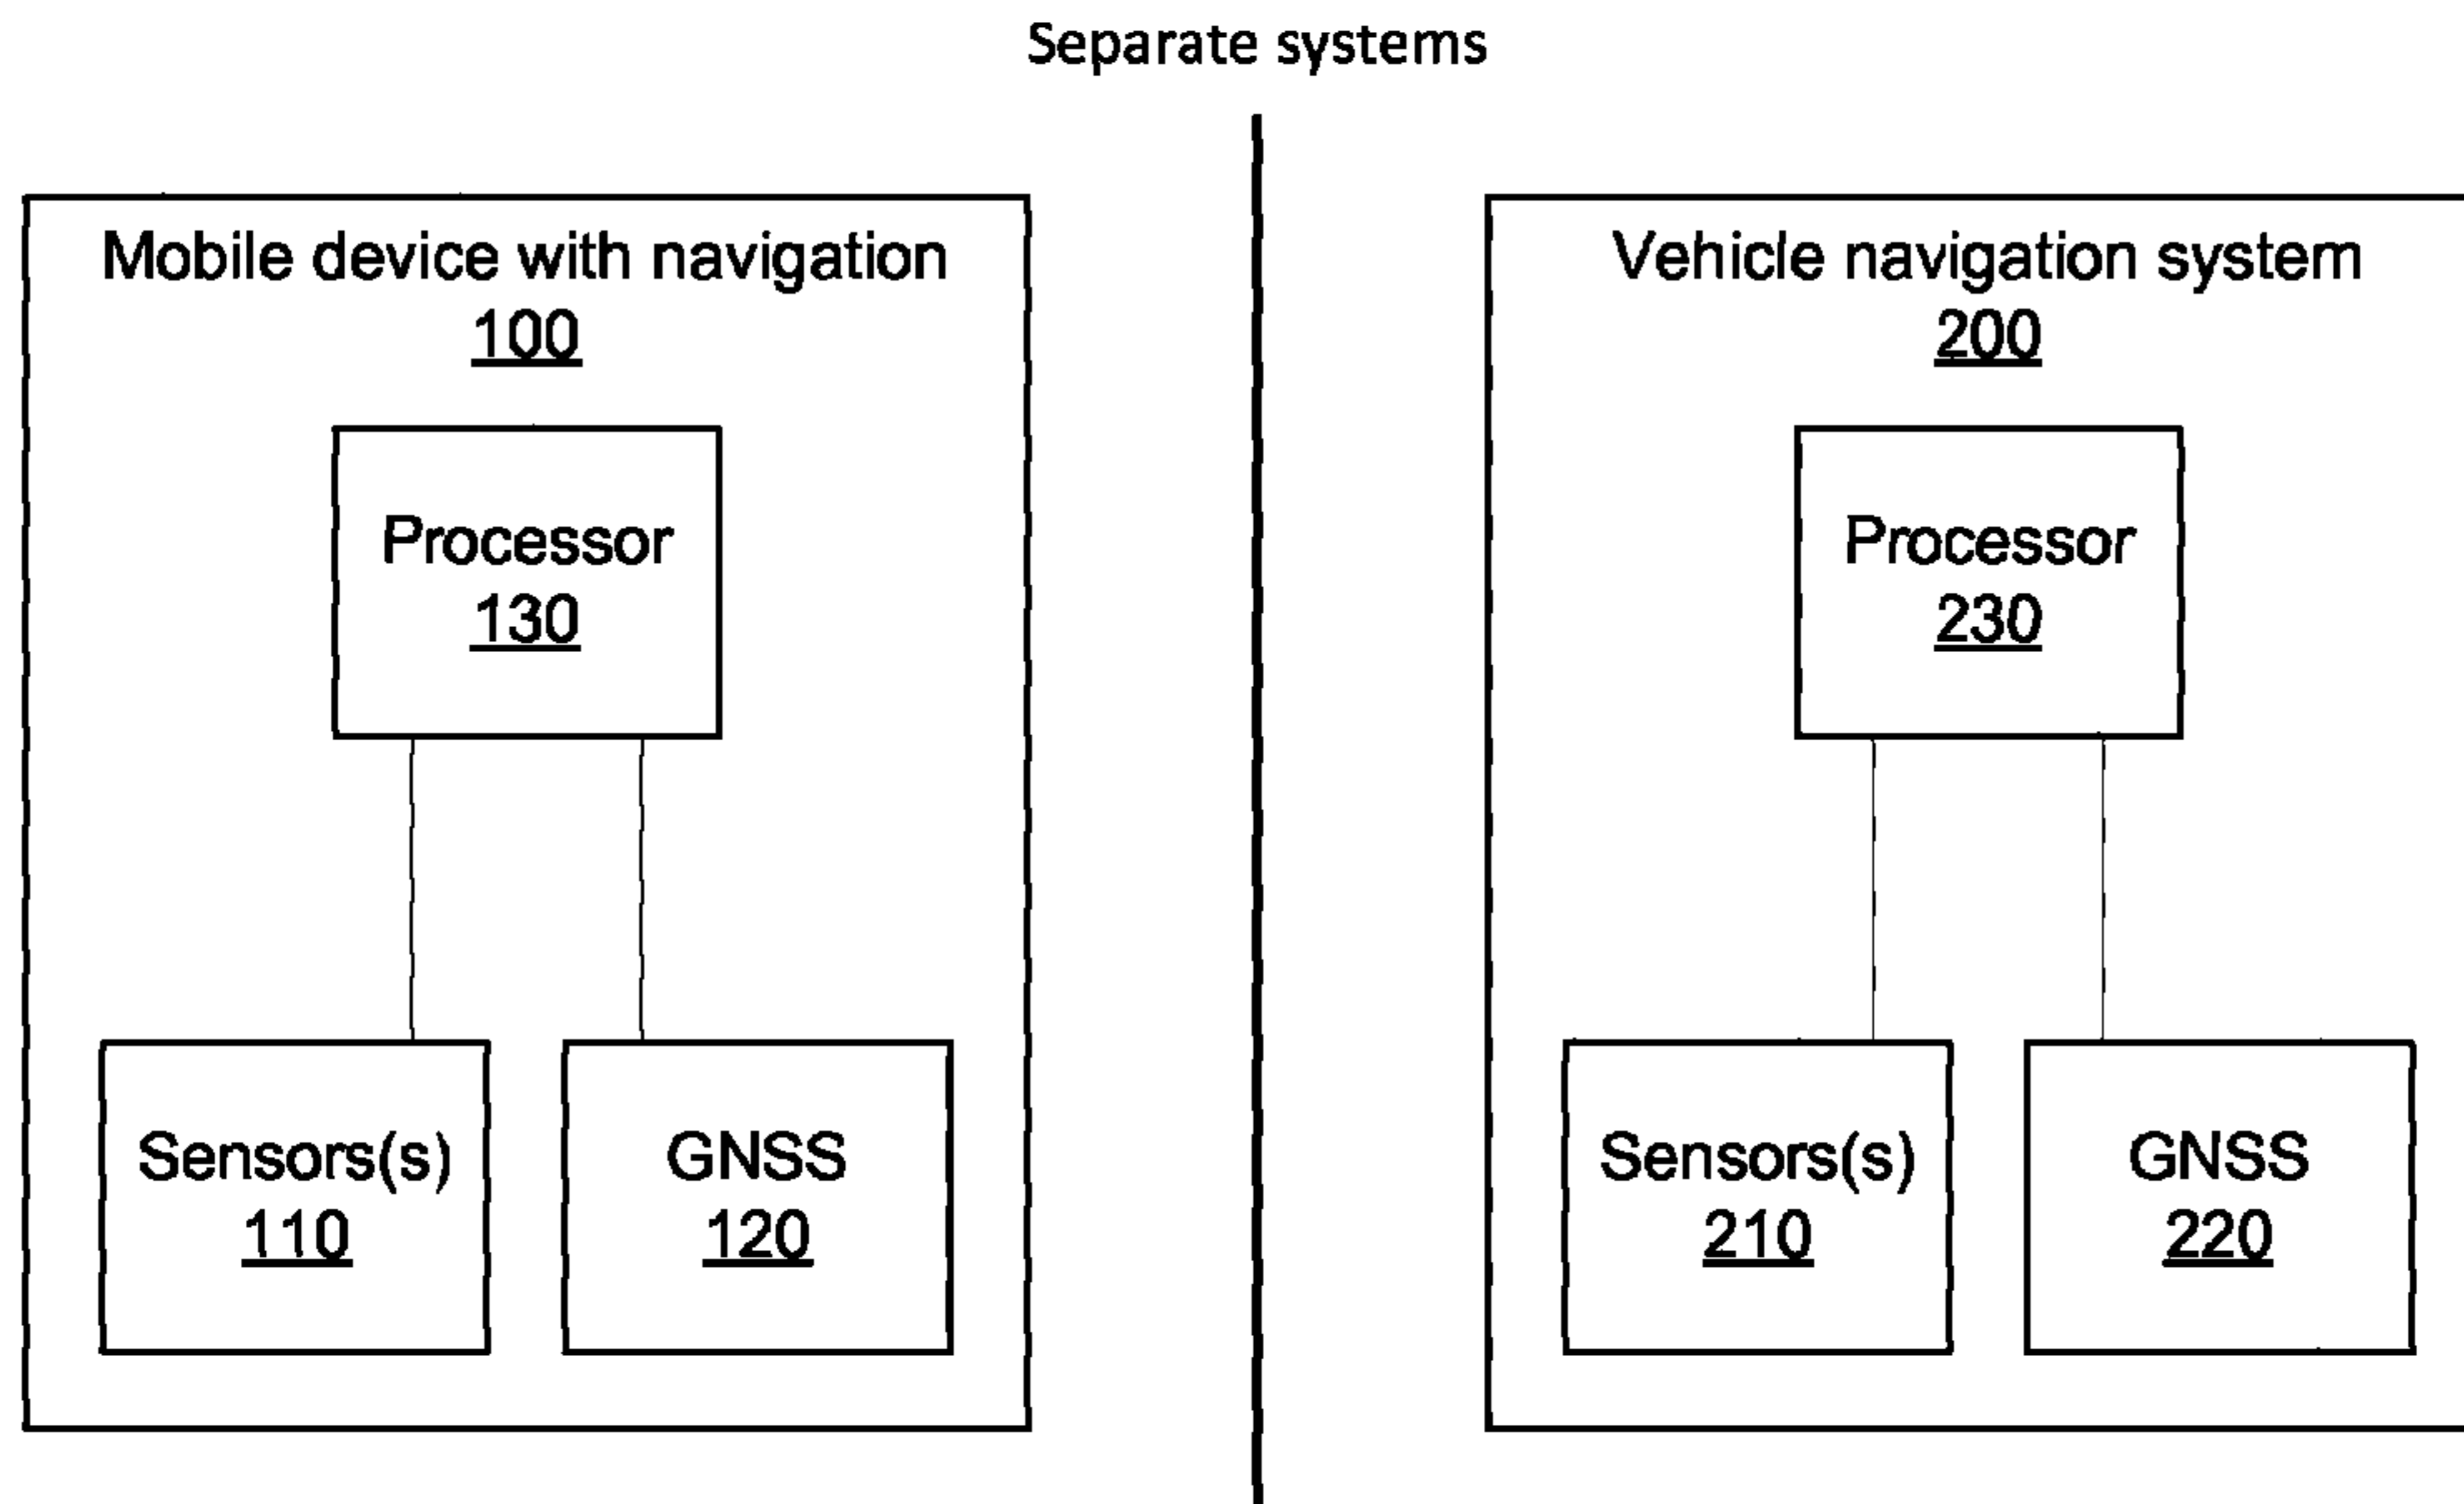 Separate systems
Mobile device with navigation
100
Processor
130
Sensors(s)
110
GNSS
120
Vehicle navigation system
200
Processor
230
Sensors(s)
210
GNSS
220